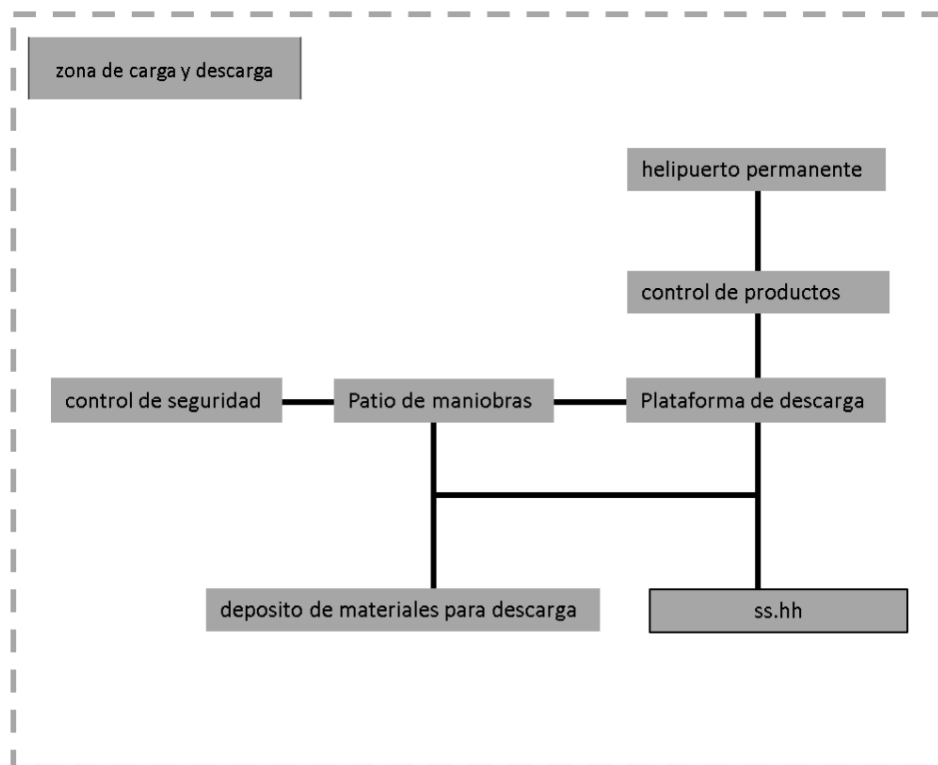 zona de carga y descarga
helipuerto permanente
control de productos
control de seguridad
Patio de maniobras
Plataforma de descarga
deposito de materiales para descarga
ss.hh